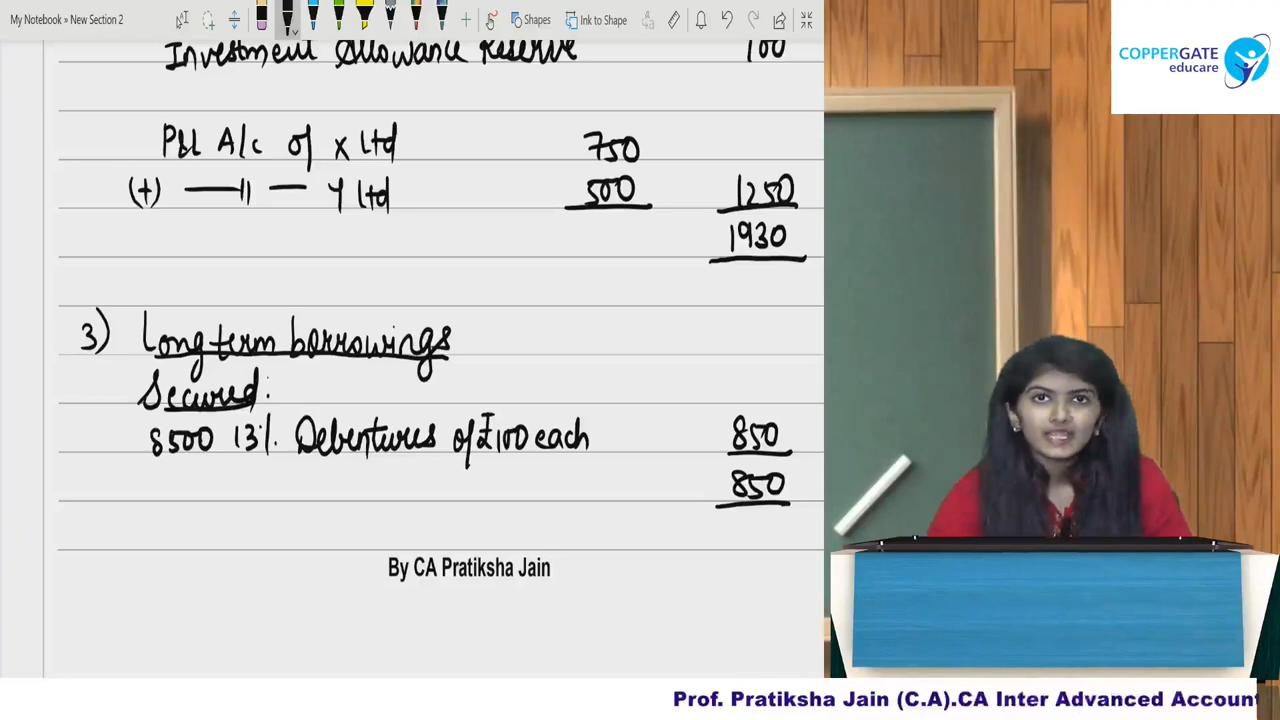 My Notebook » New Section 2
Shapes
Ink to Shape
COPPERGATE
educare
Investment Allowance Reserve 100
P&L A/c of X Ltd 750
(+) —||— Y Ltd 500 1250
1930
3) Long term borrowings
Secured:
8500 13% Debentures of ₹100 each 850
850
By CA Pratiksha Jain
Prof. Pratiksha Jain (C.A).CA Inter Advanced Account